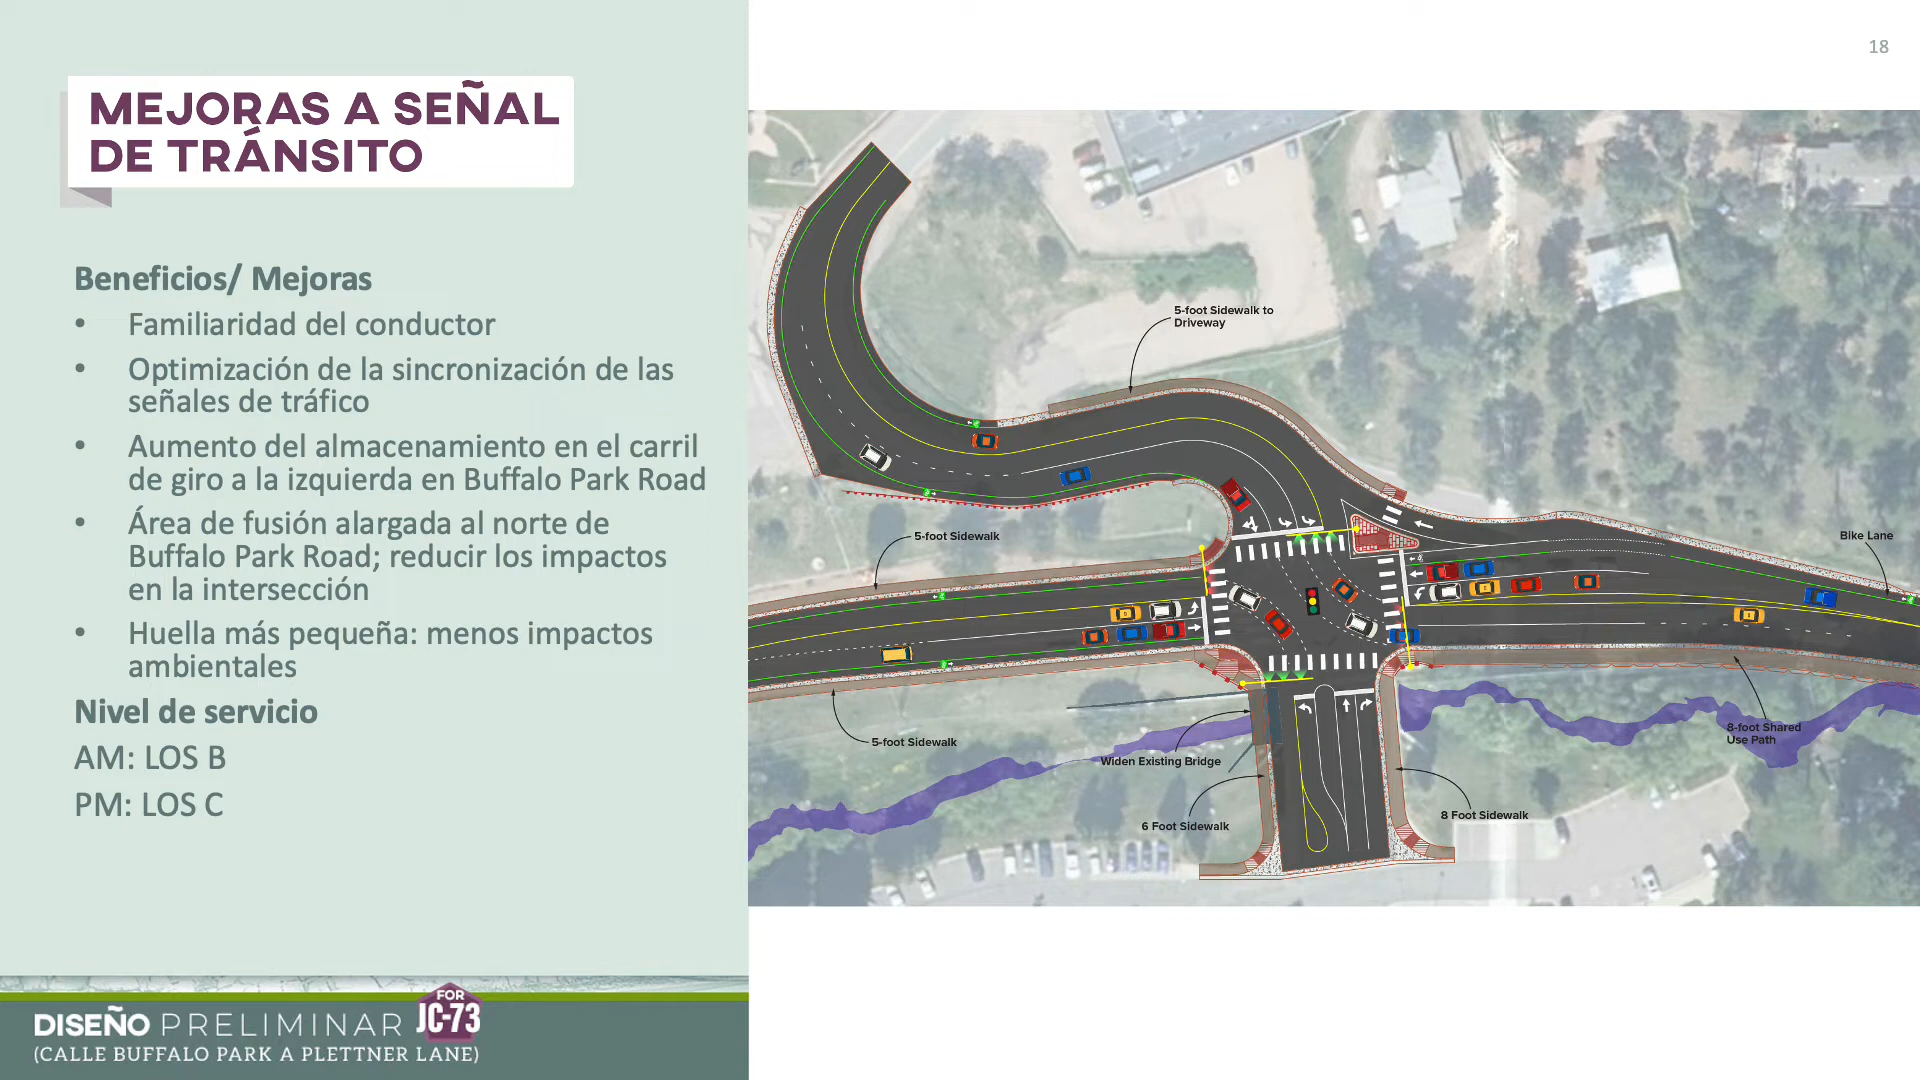 18
MEJORAS A SEÑAL
DE TRÁNSITO
Beneficios/ Mejoras
• Familiaridad del conductor
• Optimización de la sincronización de las
señales de tráfico
• Aumento del almacenamiento en el carril
de giro a la izquierda en Buffalo Park Road
• Área de fusión alargada al norte de
Buffalo Park Road; reducir los impactos
en la intersección
• Huella más pequeña: menos impactos
ambientales
Nivel de servicio
AM: LOS B
PM: LOS C
5-foot Sidewalk to
Driveway
5-foot Sidewalk
Bike Lane
5-foot Sidewalk
Widen Existing Bridge
8-foot Shared
Use Path
6 Foot Sidewalk
8 Foot Sidewalk
DISEÑO PRELIMINAR FOR
JC-73
(CALLE BUFFALO PARK A PLETTNER LANE)